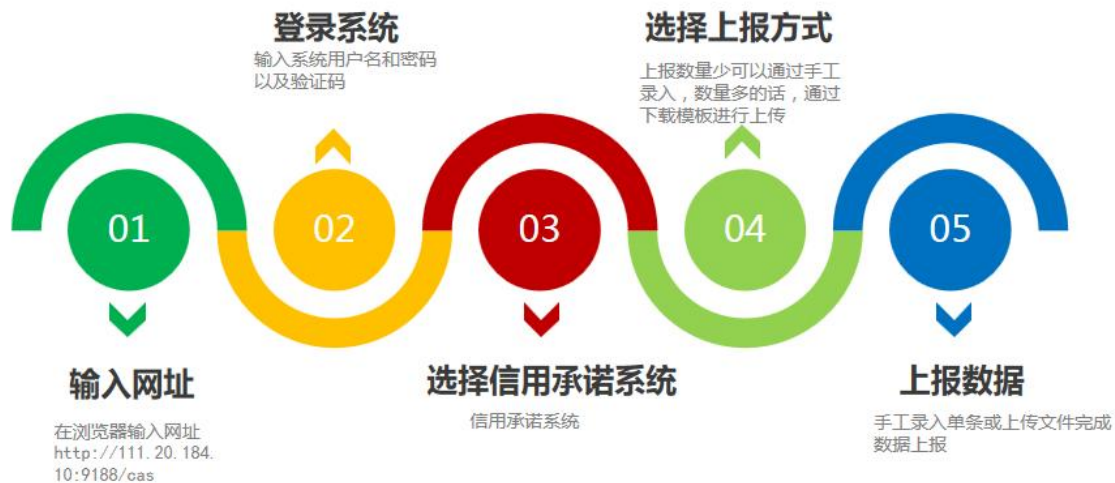 登录系统
输入系统用户名和密码
以及验证码
选择上报方式
上报数量少可以通过手工
录入，数量多的话，通过
下载模板进行上传
01
02
03
04
05
输入网址
在浏览器输入网址
http://111.20.184.
10:9188/cas
选择信用承诺系统
信用承诺系统
上报数据
手工录入单条或上传文件完成
数据上报